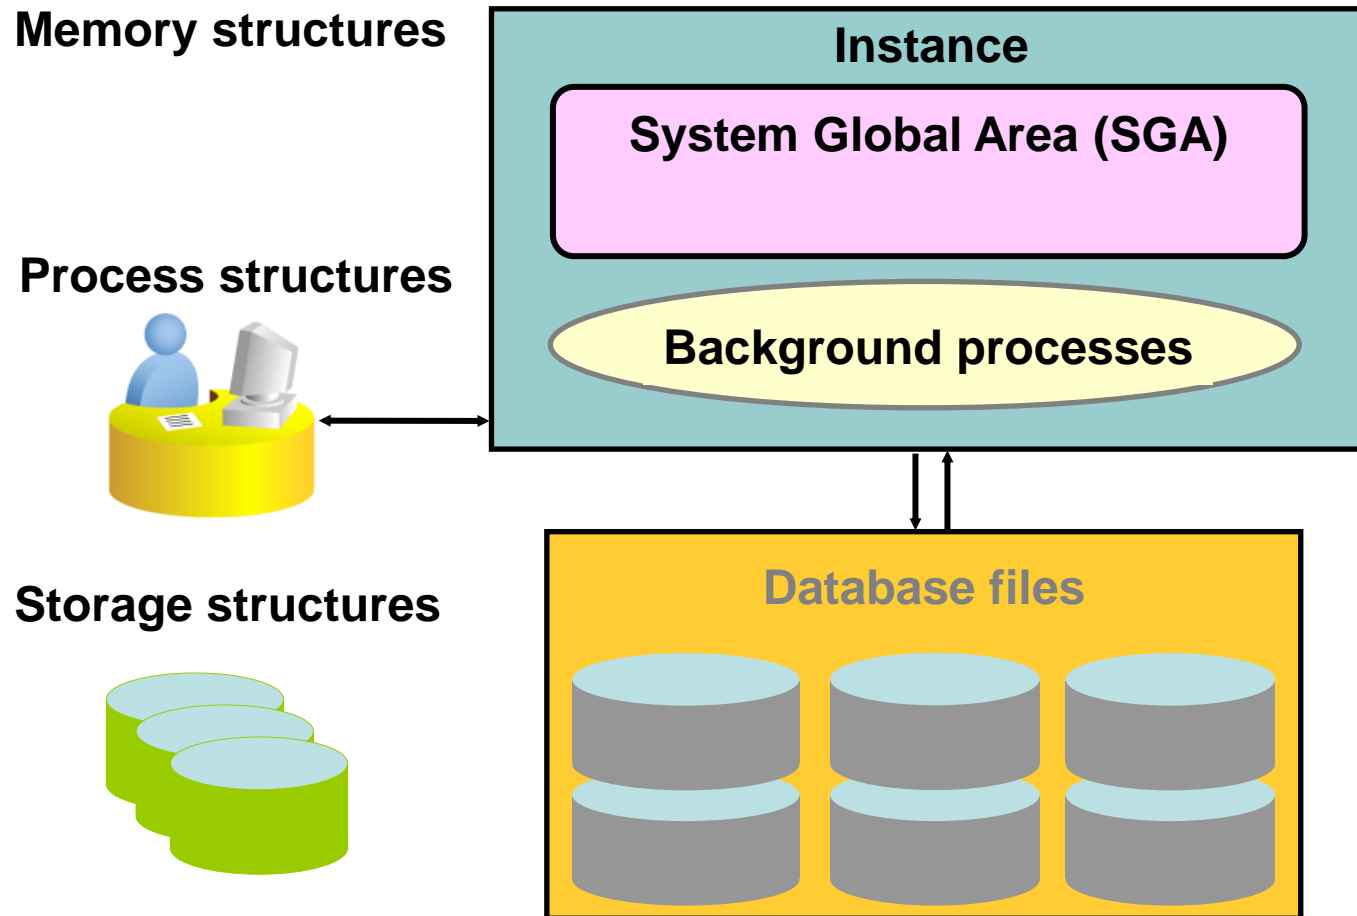 Memory structures
Instance
System Global Area (SGA)
Process structures
Background processes
Database files
Storage structures